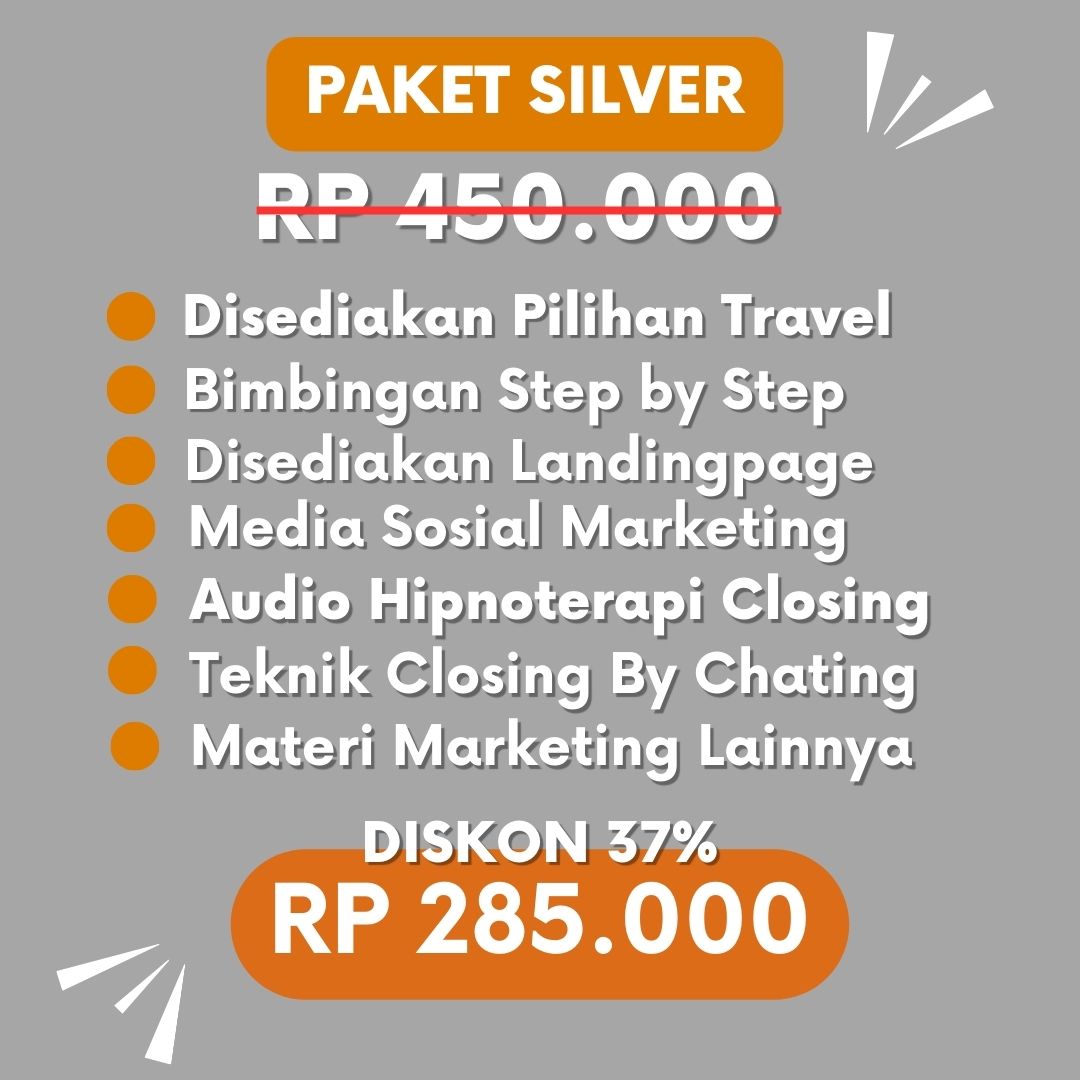 PAKET SILVER
RP 450.000
Disediakan Pilihan Travel
Bimbingan Step by Step
Disediakan Landingpage
Media Sosial Marketing
Audio Hipnoterapi Closing
Teknik Closing By Chating
Materi Marketing Lainnya
DISKON 37%
RP 285.000